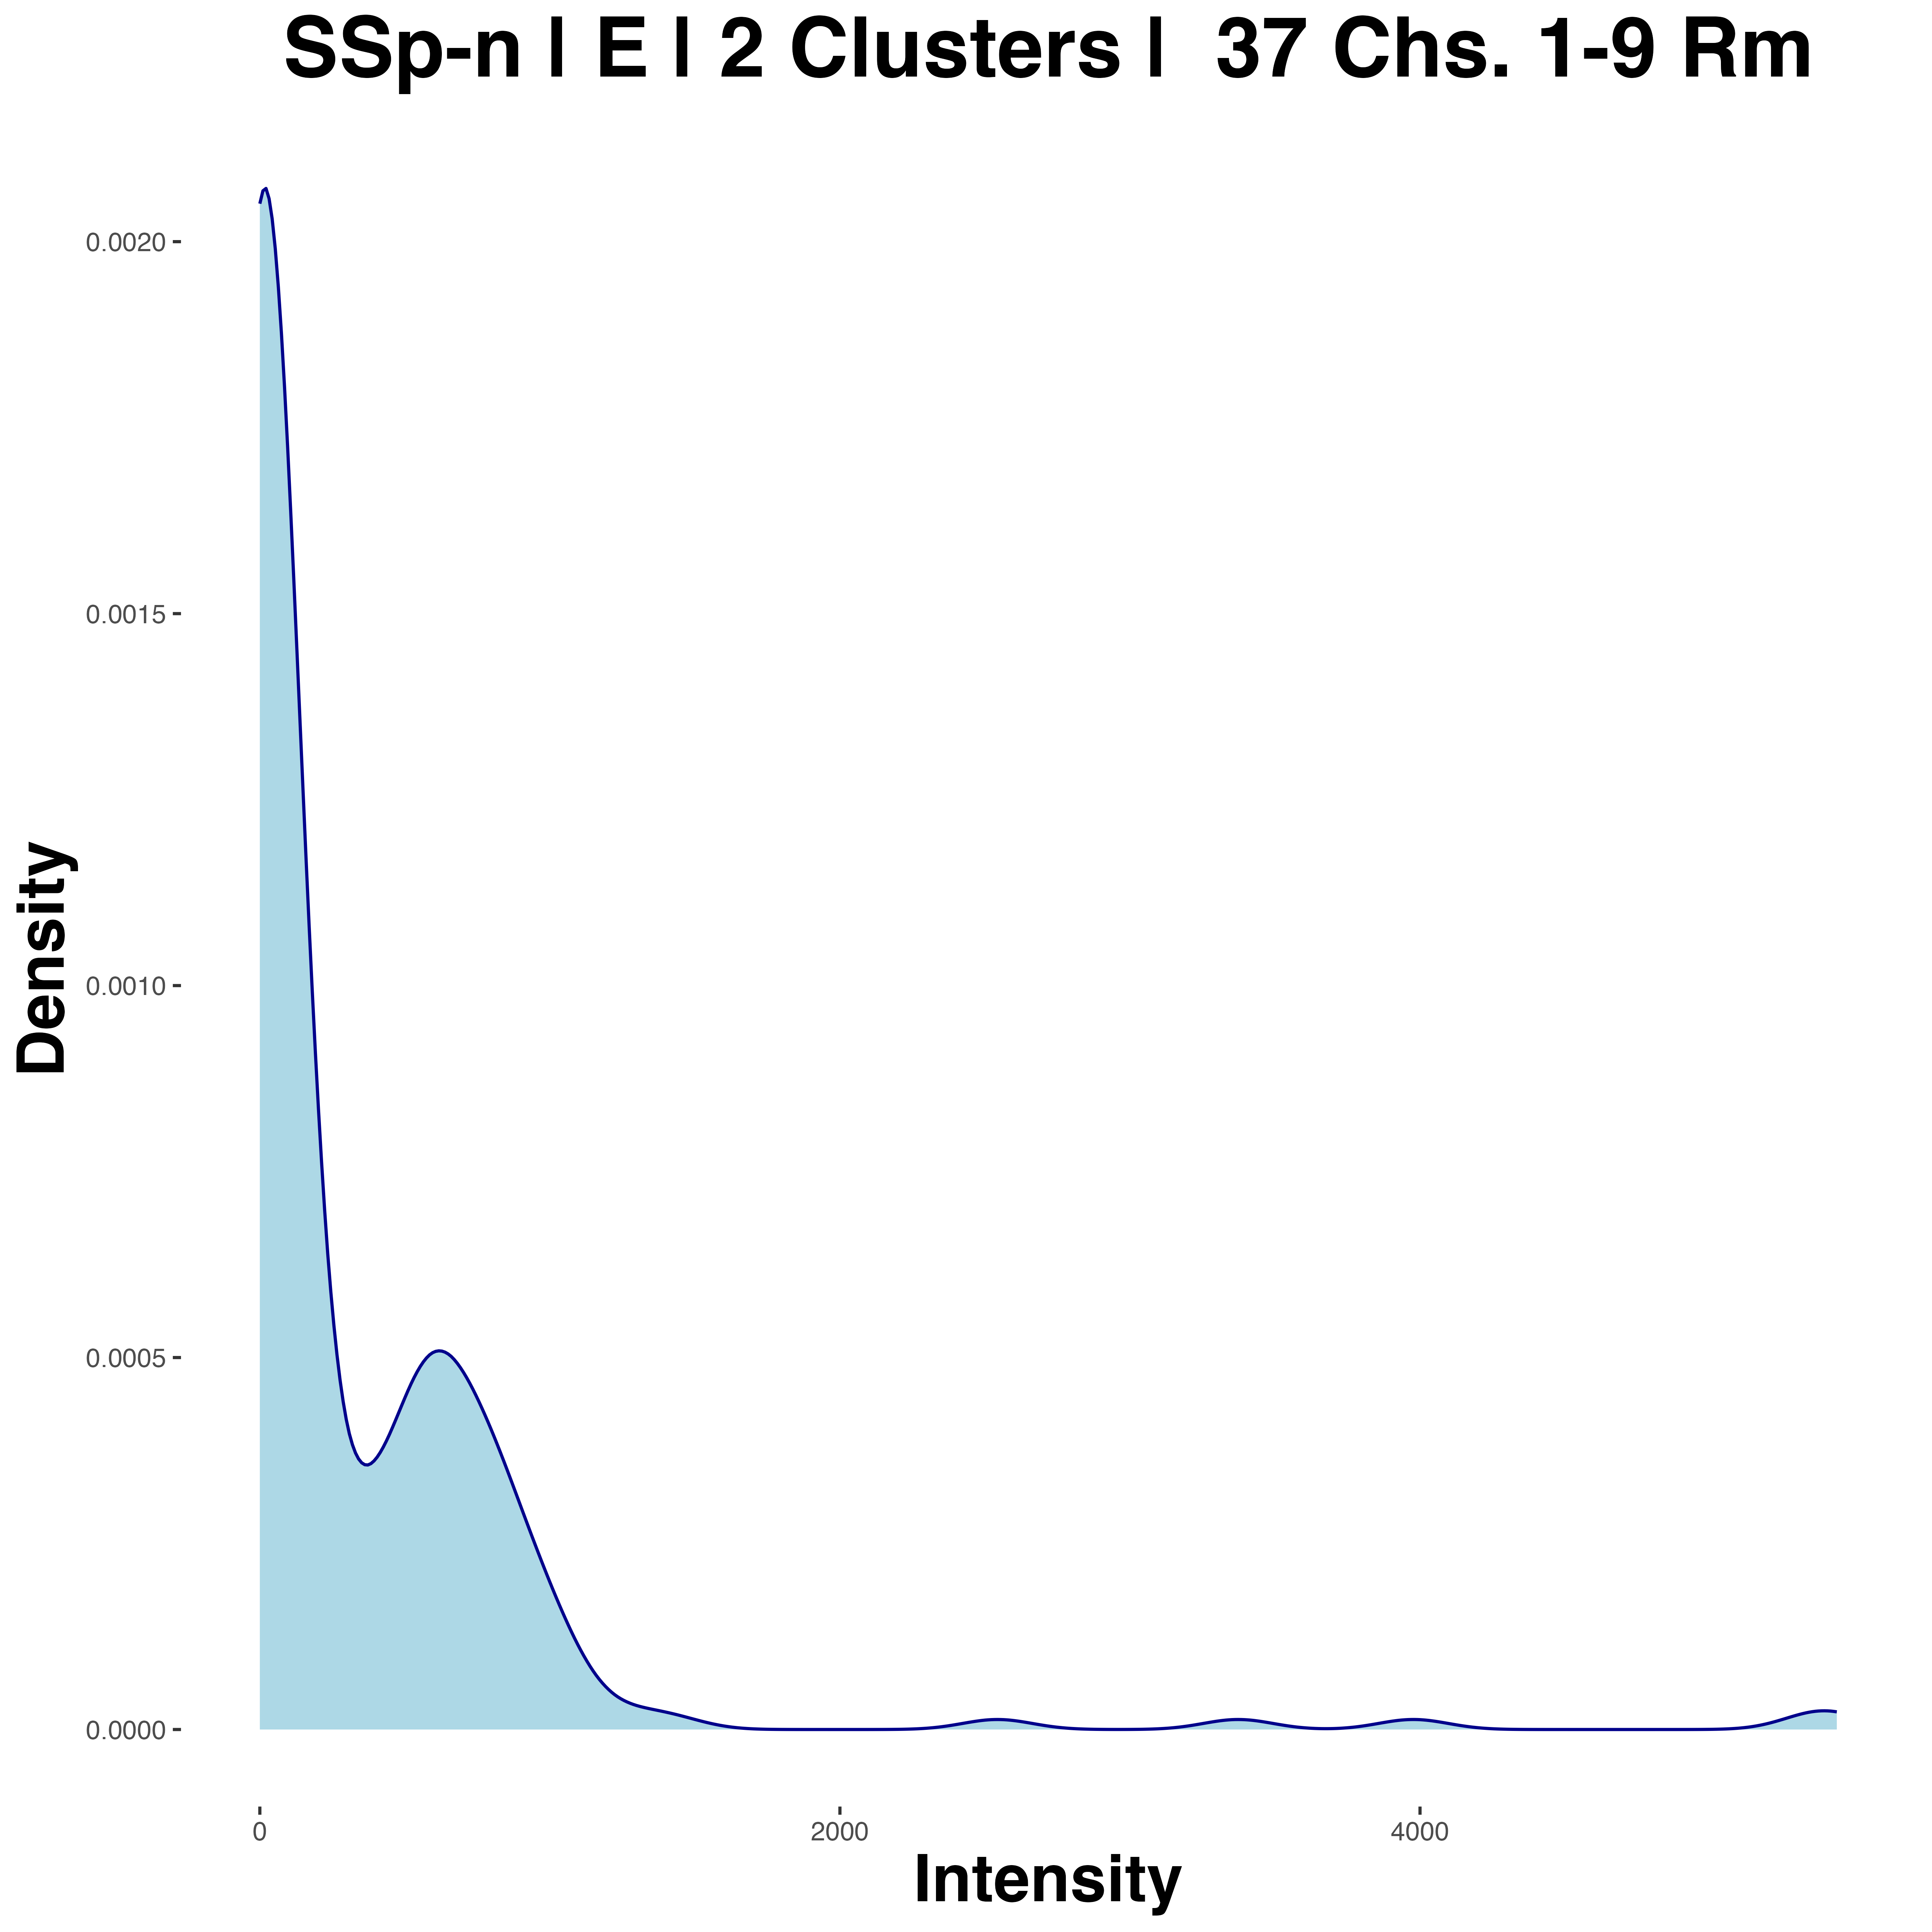 SSp-n | E | 2 Clusters |  37 Chs. 1-9 Rm
0.0020
0.0015
0.0010
0.0005
0.0000
Density
0 2000 4000
Intensity